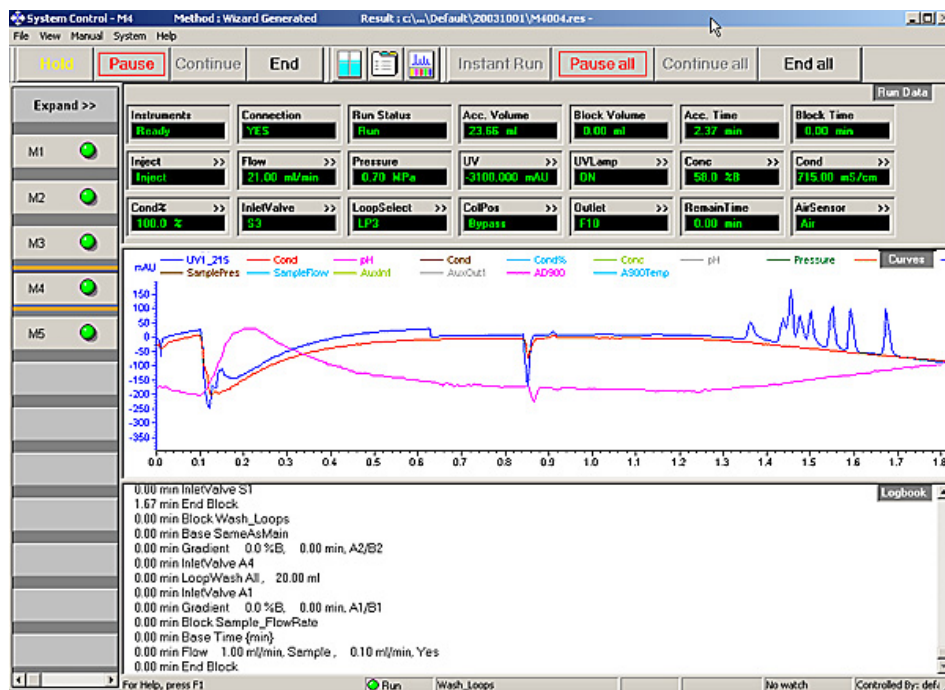 System Control - M4 Method : Wizard Generated Result : c:\...\Default\20031001\M4004.res -
File View Manual System Help
Hold Pause Continue End Instant Run Pause all Continue all End all
Expand >>
M1
M2
M3
M4
M5
Run Data
Instruments Connection Run Status Acc. Volume Block Volume Acc. Time Block Time
Ready YES Run 23.66 ml 0.00 ml 2.37 min 0.00 min
Inject >> Flow >> Pressure UV >> UVLamp >> Conc >> Cond >>
Inject 21.00 ml/min 0.70 MPa -3100.000 mAU ON 50.0 %B 715.00 mS/cm
Cond% >> InletValve >> LoopSelect >> ColPos >> Outlet >> RemainTime AirSensor >>
100.0 % S3 LP3 Bypass F10 0.00 min Air
mAU UV1_215 Cond pH Cond Cond% Conc pH Pressure Curves
SamplePres SampleFlow AuxIn1 AuxOut1 AD900 A900Temp
150
100
50
0
-50
-100
-150
-200
-250
-300
-350
0.0 0.1 0.2 0.3 0.4 0.5 0.6 0.7 0.8 0.9 1.0 1.1 1.2 1.3 1.4 1.5 1.6 1.7 1.8
Logbook
0.00 min InletValve S1
1.67 min End Block
0.00 min Block Wash_Loops
0.00 min Base SameAsMain
0.00 min Gradient 0.0 %B, 0.00 min, A2/B2
0.00 min InletValve A4
0.00 min LoopWash All, 20.00 ml
0.00 min InletValve A1
0.00 min Gradient 0.0 %B, 0.00 min, A1/B1
0.00 min Block Sample_FlowRate
0.00 min Base Time {min}
0.00 min Flow 1.00 ml/min, Sample, 0.10 ml/min, Yes
0.00 min End Block
For Help, press F1 Run Wash_Loops No watch Controlled By: defa